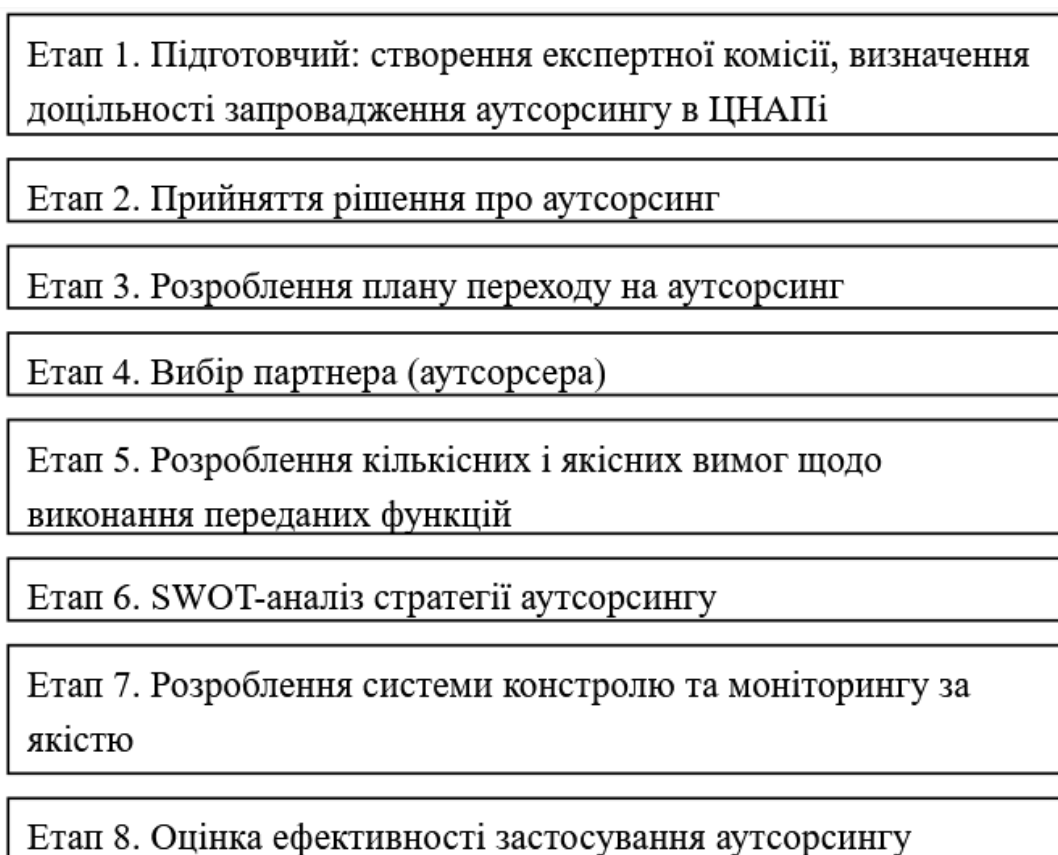 Етап 1. Підготовчий: створення експертної комісії, визначення
доцільності запровадження аутсорсингу в ЦНАПі
Етап 2. Прийняття рішення про аутсорсинг
Етап 3. Розроблення плану переходу на аутсорсинг
Етап 4. Вибір партнера (аутсорсера)
Етап 5. Розроблення кількісних і якісних вимог щодо
виконання переданих функцій
Етап 6. SWOT-аналіз стратегії аутсорсингу
Етап 7. Розроблення системи констролю та моніторингу за
якістю
Етап 8. Оцінка ефективності застосування аутсорсингу